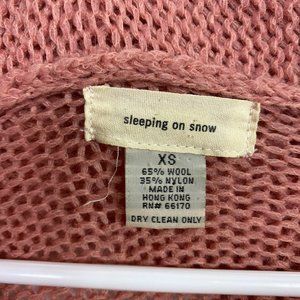 sleeping on snow
XS
65% WOOL
35% NYLON
MADE IN
HONG KONG
RN# 66170
DRY CLEAN ONLY